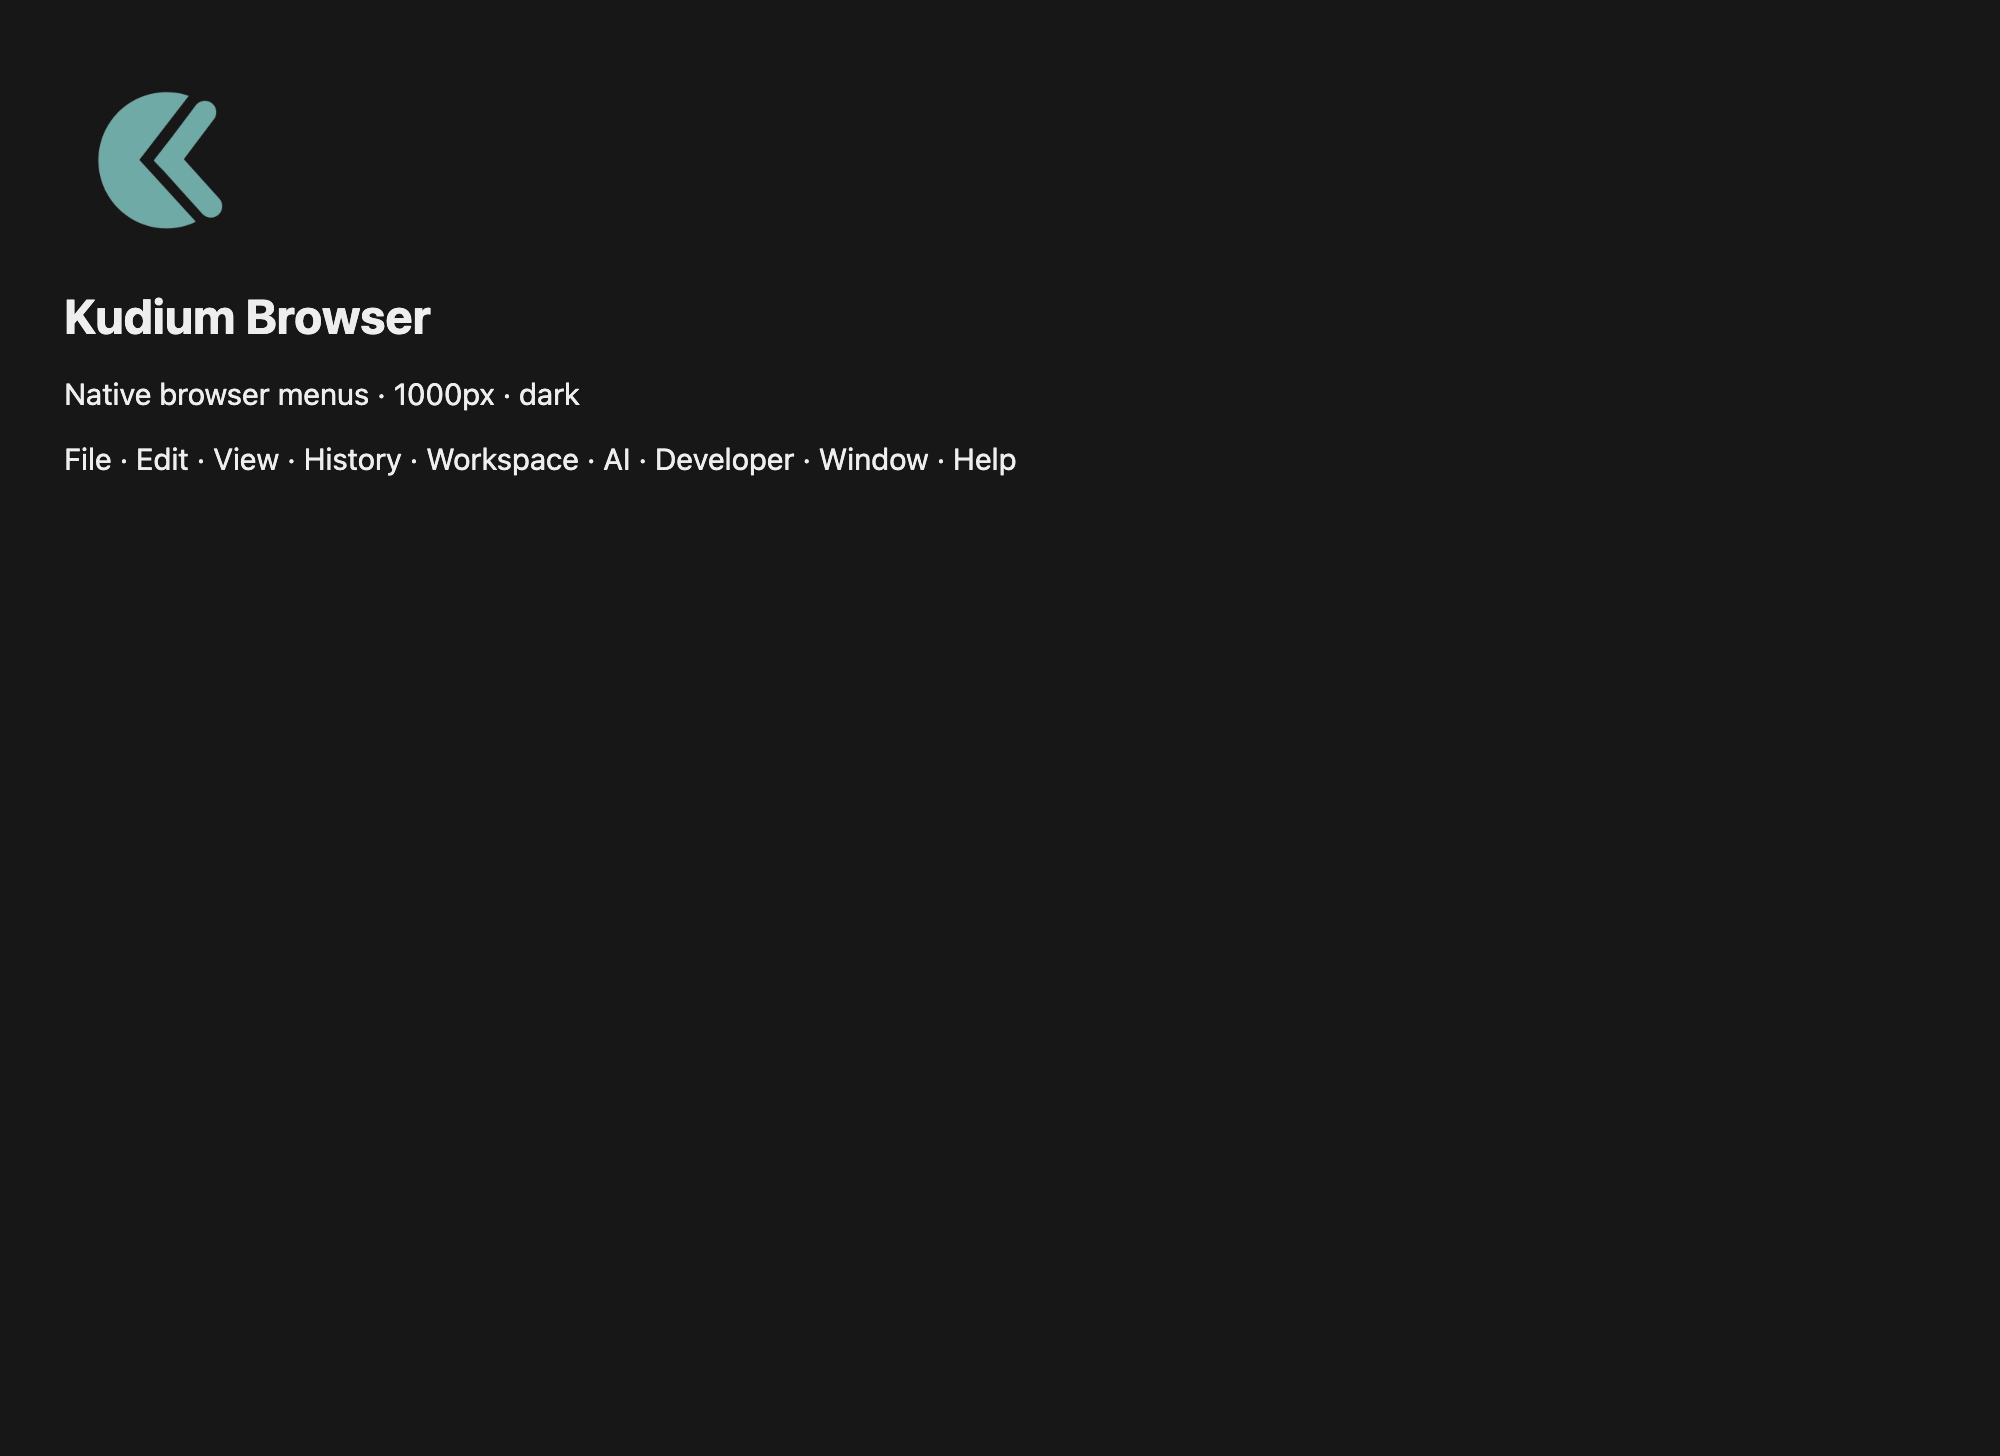 Kudium Browser
Native browser menus · 1000px · dark
File · Edit · View · History · Workspace · AI · Developer · Window · Help